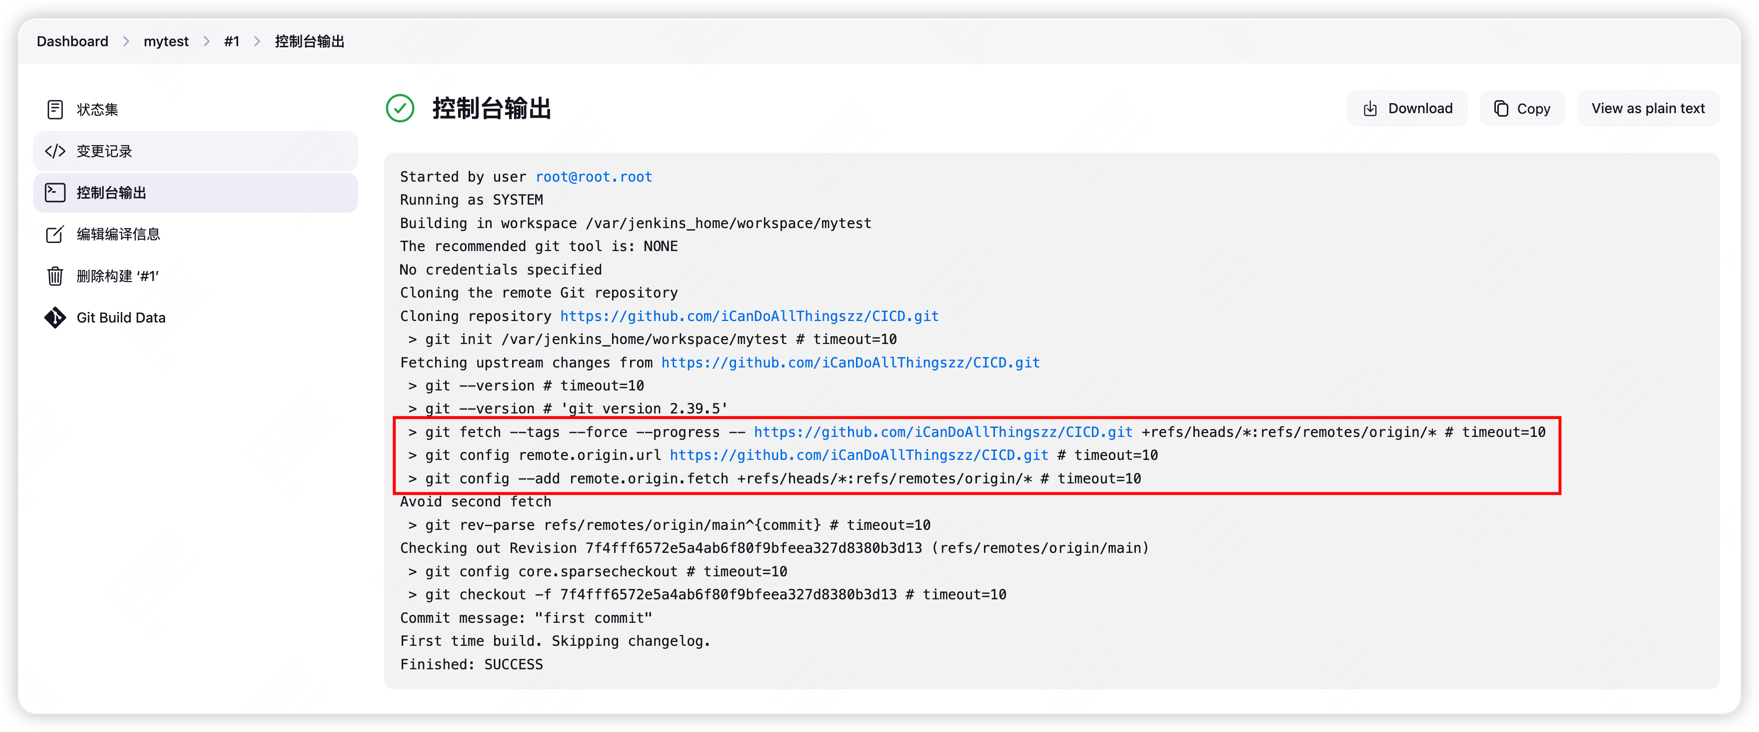 Dashboard > mytest > #1 > 控制台输出
状态集
变更记录
控制台输出
编辑编译信息
删除构建 ‘#1’
Git Build Data
控制台输出
Download
Copy
View as plain text
Started by user root@root.root
Running as SYSTEM
Building in workspace /var/jenkins_home/workspace/mytest
The recommended git tool is: NONE
No credentials specified
Cloning the remote Git repository
Cloning repository https://github.com/iCanDoAllThingszz/CICD.git
 > git init /var/jenkins_home/workspace/mytest # timeout=10
Fetching upstream changes from https://github.com/iCanDoAllThingszz/CICD.git
 > git --version # timeout=10
 > git --version # 'git version 2.39.5'
 > git fetch --tags --force --progress -- https://github.com/iCanDoAllThingszz/CICD.git +refs/heads/*:refs/remotes/origin/* # timeout=10
 > git config remote.origin.url https://github.com/iCanDoAllThingszz/CICD.git # timeout=10
 > git config --add remote.origin.fetch +refs/heads/*:refs/remotes/origin/* # timeout=10
Avoid second fetch
 > git rev-parse refs/remotes/origin/main^{commit} # timeout=10
Checking out Revision 7f4fff6572e5a4ab6f80f9bfeea327d8380b3d13 (refs/remotes/origin/main)
 > git config core.sparsecheckout # timeout=10
 > git checkout -f 7f4fff6572e5a4ab6f80f9bfeea327d8380b3d13 # timeout=10
Commit message: "first commit"
First time build. Skipping changelog.
Finished: SUCCESS